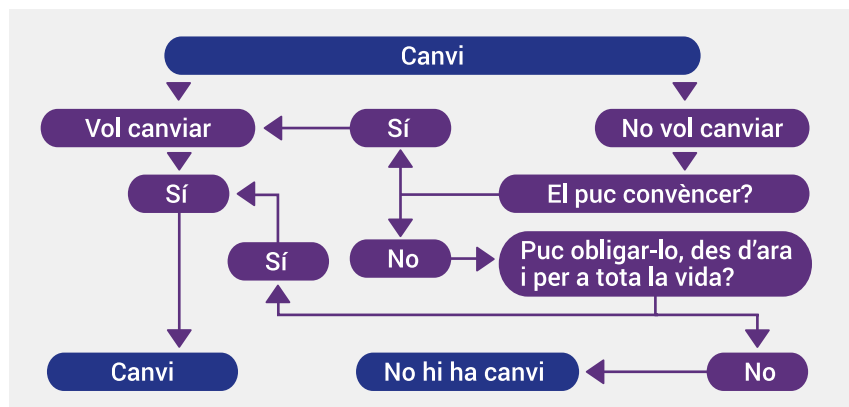 Canvi
Vol canviar
Sí
No vol canviar
Sí
El puc convèncer?
Sí
No
Puc obligar-lo, des d'ara
i per a tota la vida?
Canvi
No hi ha canvi
No